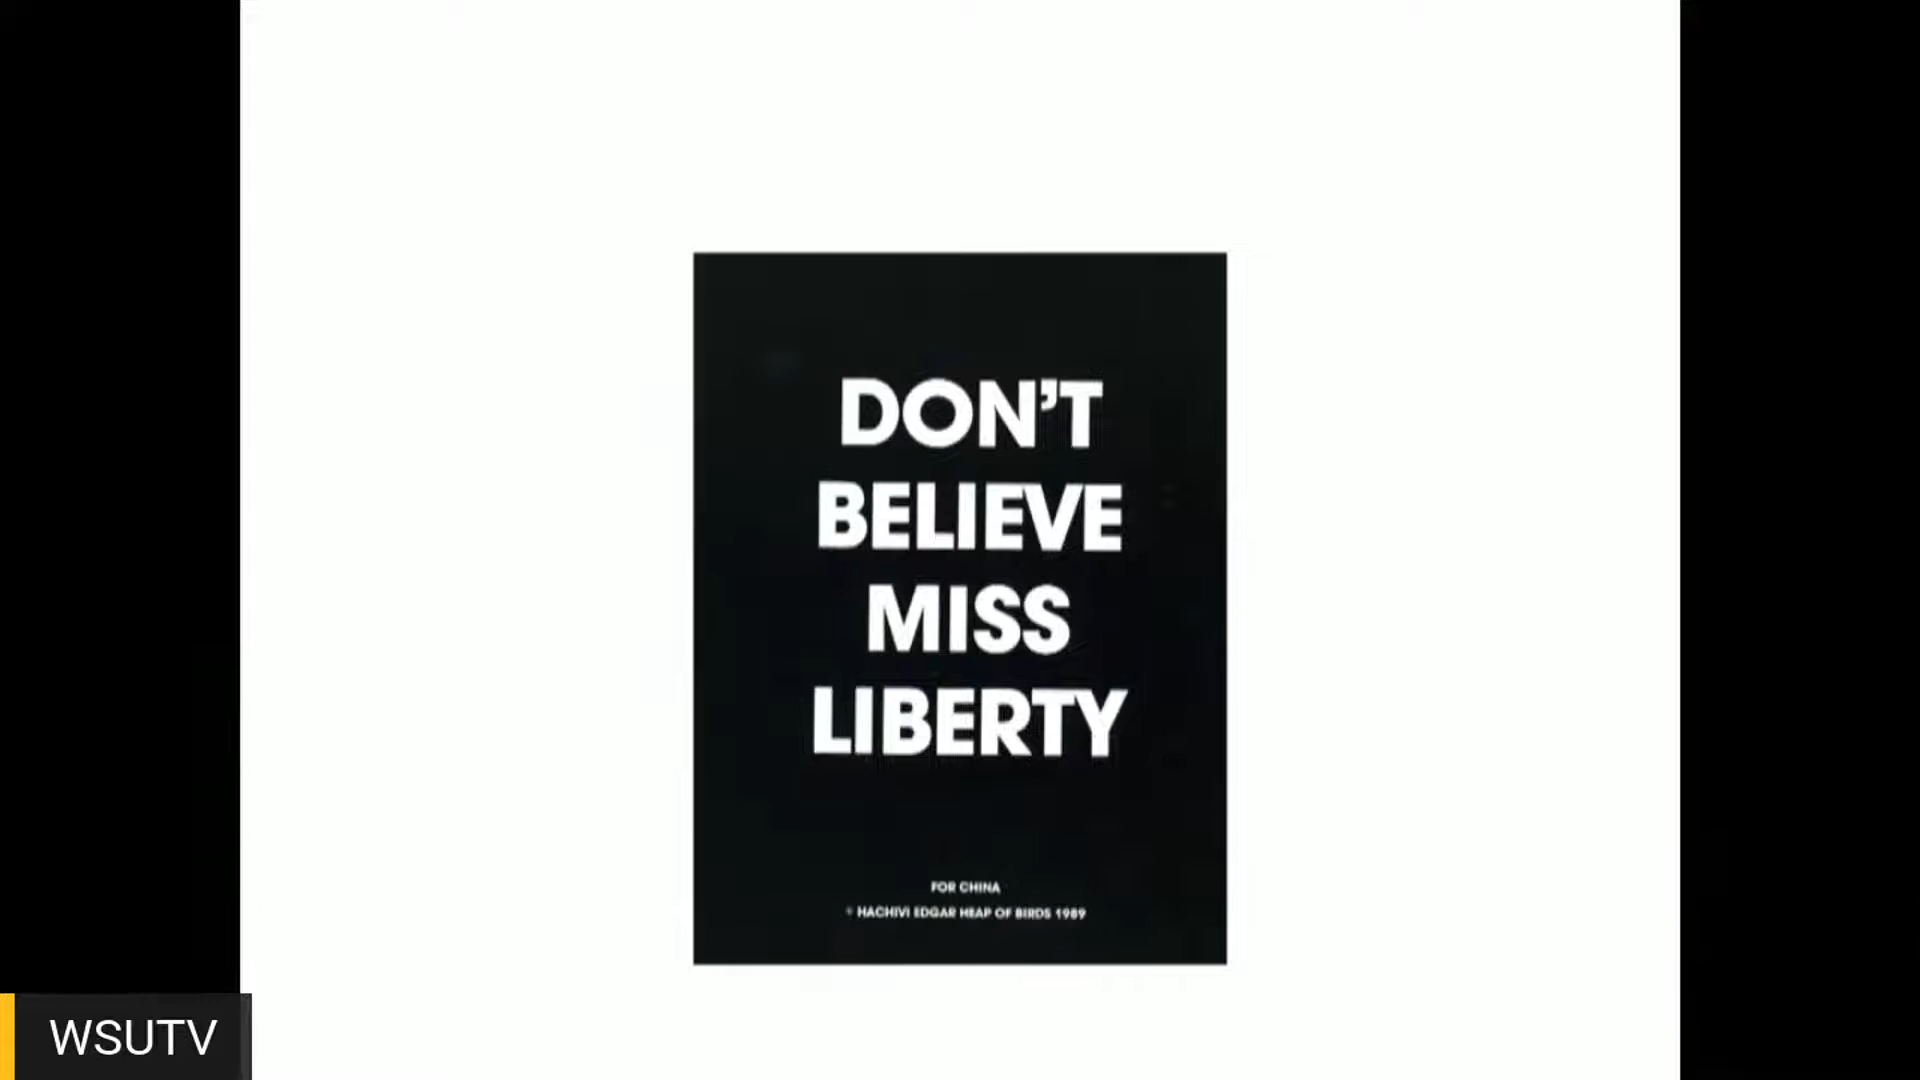 DON'T
BELIEVE
MISS
LIBERTY
FOR CHINA
© HACHIVI EDGAR HEAP OF BIRDS 1989
WSUTV